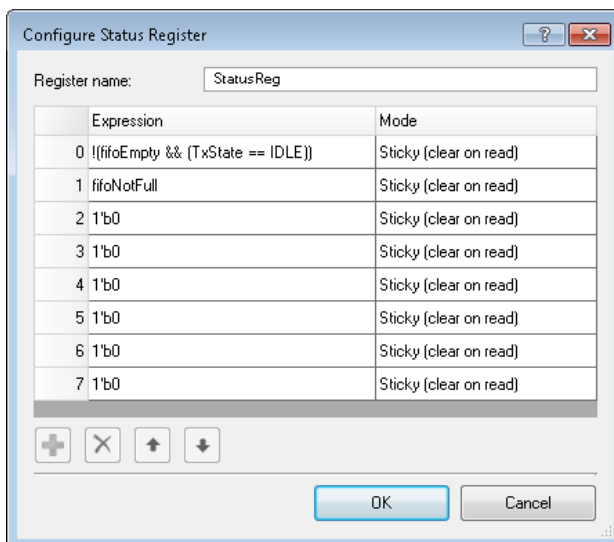 Configure Status Register
Register name: StatusReg
Expression Mode
0 !(fifoEmpty && (TxState == IDLE)) Sticky (clear on read)
1 fifoNotFull Sticky (clear on read)
2 1'b0 Sticky (clear on read)
3 1'b0 Sticky (clear on read)
4 1'b0 Sticky (clear on read)
5 1'b0 Sticky (clear on read)
6 1'b0 Sticky (clear on read)
7 1'b0 Sticky (clear on read)
OK Cancel